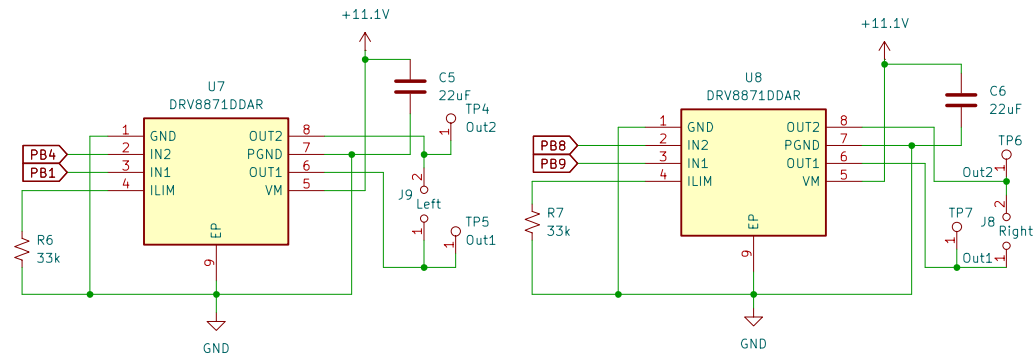 +11.1V
U7
DRV8871DDAR
C5
22uF
TP4
Out2
1
1 GND
2 IN2
3 IN1
4 ILIM
OUT2 8
PGND 7
OUT1 6
VM 5
EP
9
PB4
PB1
J9
Left
2
1
TP5
Out1
1
R6
33k
GND
+11.1V
U8
DRV8871DDAR
C6
22uF
1 GND
2 IN2
3 IN1
4 ILIM
OUT2 8
PGND 7
OUT1 6
VM 5
EP
9
PB8
PB9
TP6
1
Out2
2
J8
Right
1
TP7
1
Out1
R7
33k
GND